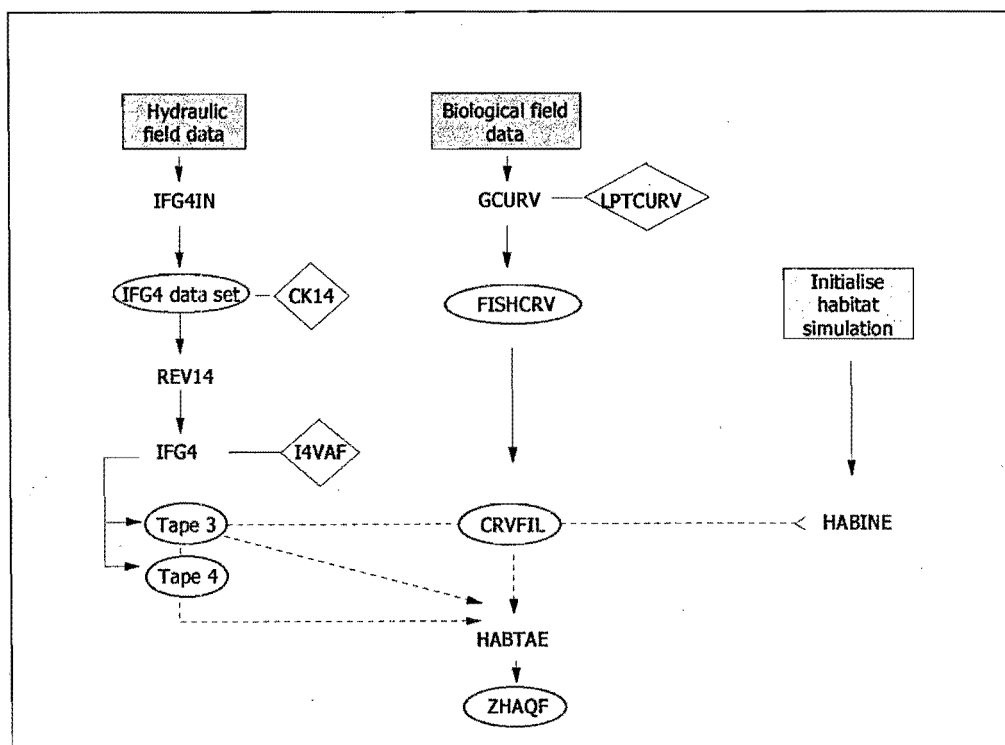 Hydraulic
field data
Biological field
data
IFG4IN
GCURV
LPTCURV
IFG4 data set
CK14
FISHCRV
Initialise
habitat
simulation
REV14
IFG4
I4VAF
Tape 3
CRVFIL
HABINE
Tape 4
HABTAE
ZHAQF